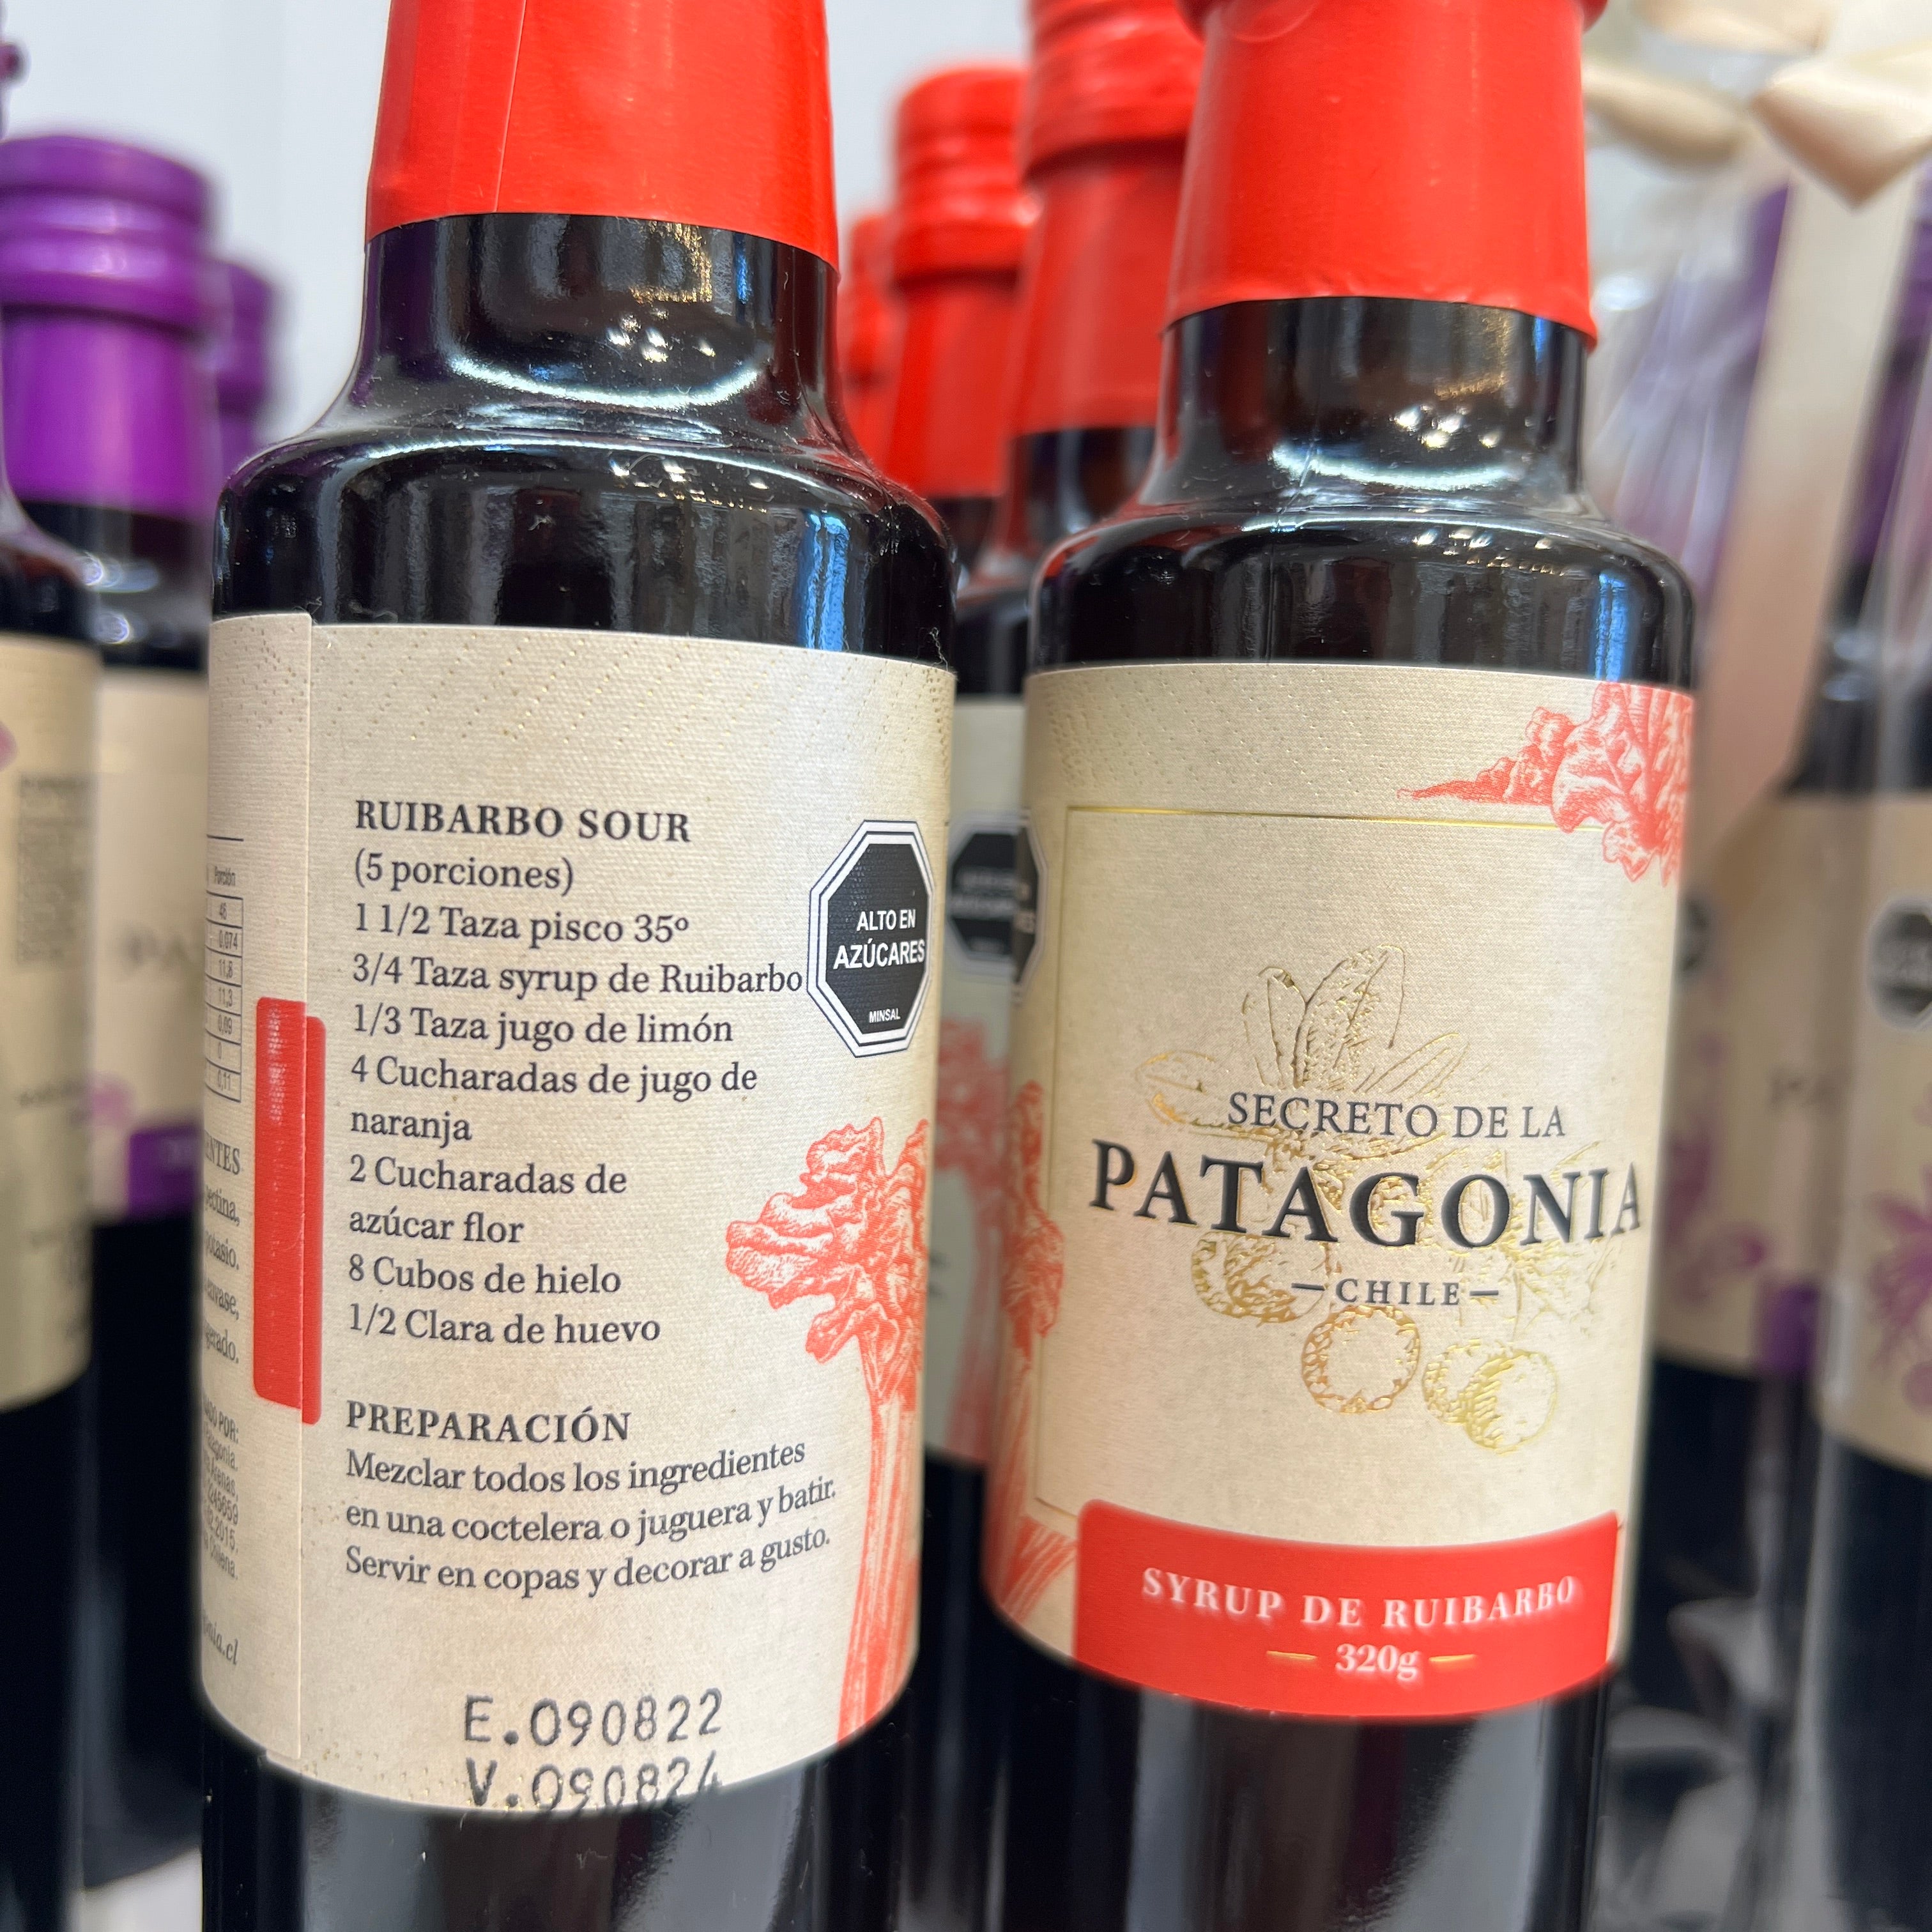 RUIBARBO SOUR
(5 porciones)
1 1/2 Taza pisco 35º
3/4 Taza syrup de Ruibarbo
1/3 Taza jugo de limón
4 Cucharadas de jugo de
naranja
2 Cucharadas de
azúcar flor
8 Cubos de hielo
1/2 Clara de huevo
PREPARACIÓN
Mezclar todos los ingredientes
en una coctelera o juguera y batir.
Servir en copas y decorar a gusto.
E.090822
V.090824
ALTO EN
AZÚCARES
MINSAL
Porción
SECRETO DE LA
PATAGONIA
CHILE
SYRUP DE RUIBARBO
320g